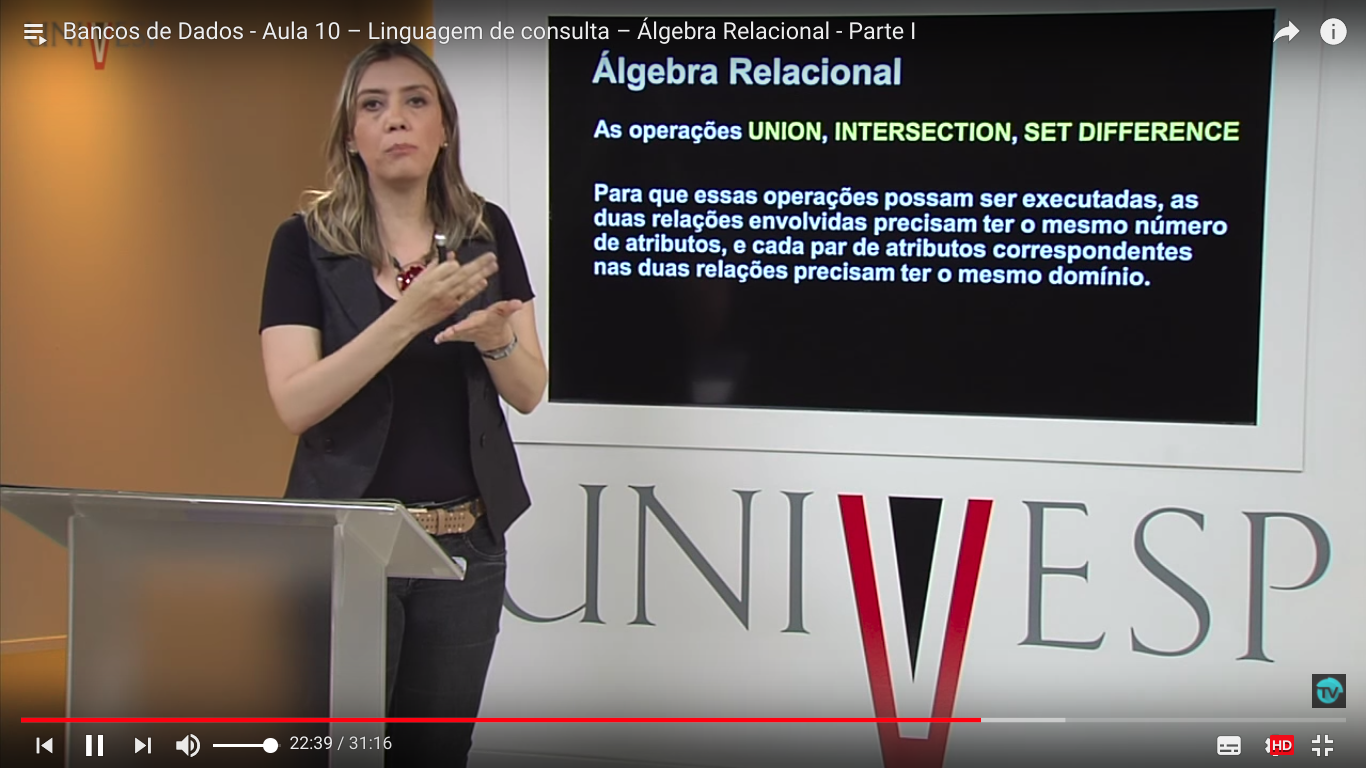 Bancos de Dados - Aula 10 – Linguagem de consulta – Álgebra Relacional - Parte I
Álgebra Relacional
As operações UNION, INTERSECTION, SET DIFFERENCE
Para que essas operações possam ser executadas, as
duas relações envolvidas precisam ter o mesmo número
de atributos, e cada par de atributos correspondentes
nas duas relações precisam ter o mesmo domínio.
UNIVESP
TV
22:39 / 31:16
HD